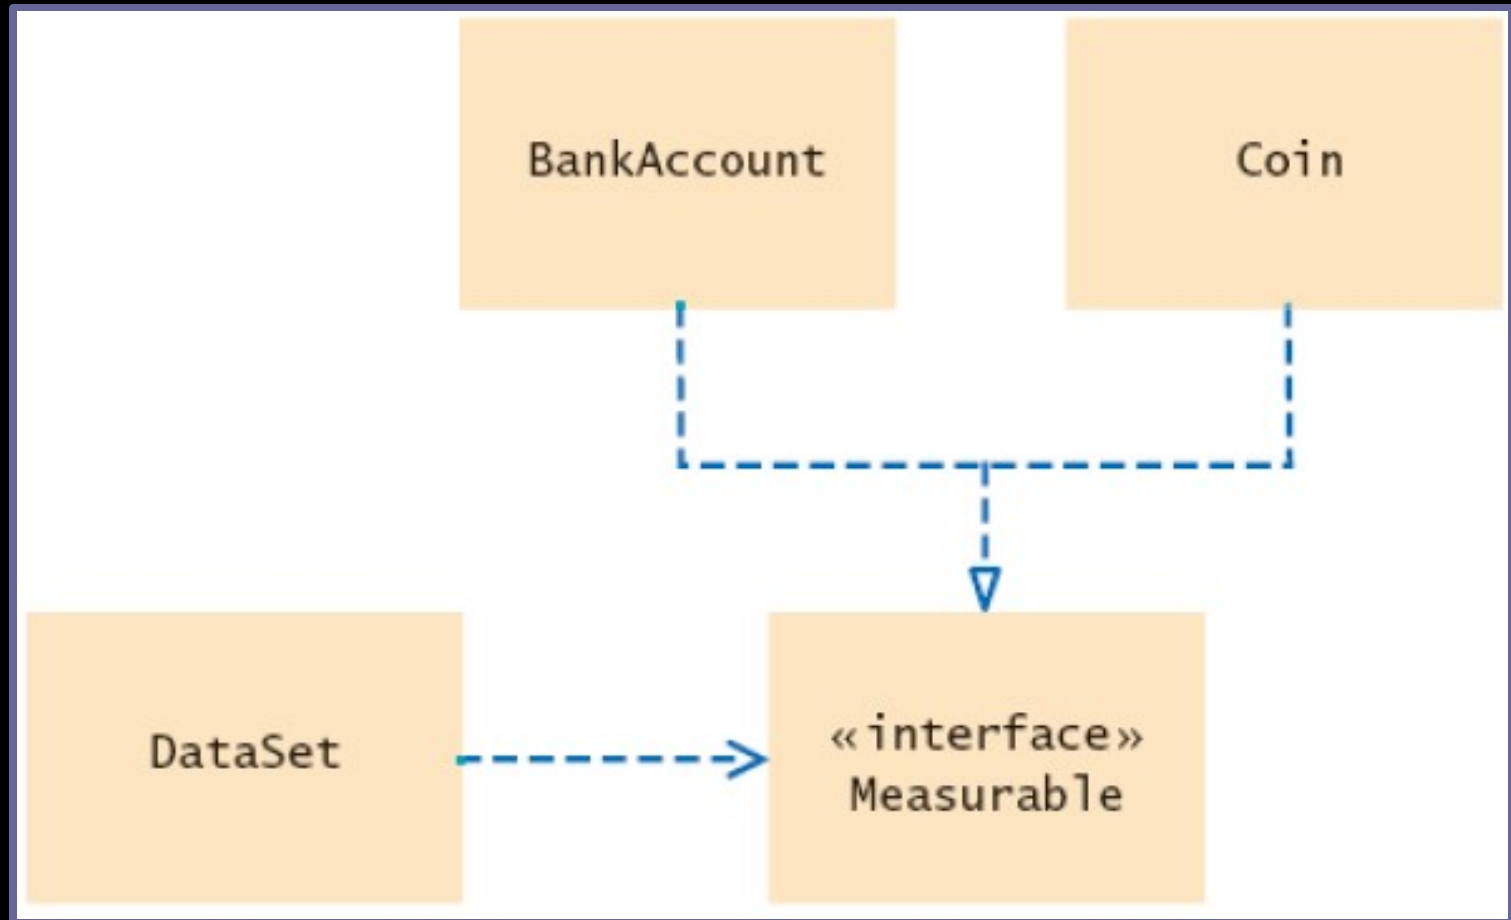 BankAccount
Coin
DataSet
«interface»
Measurable